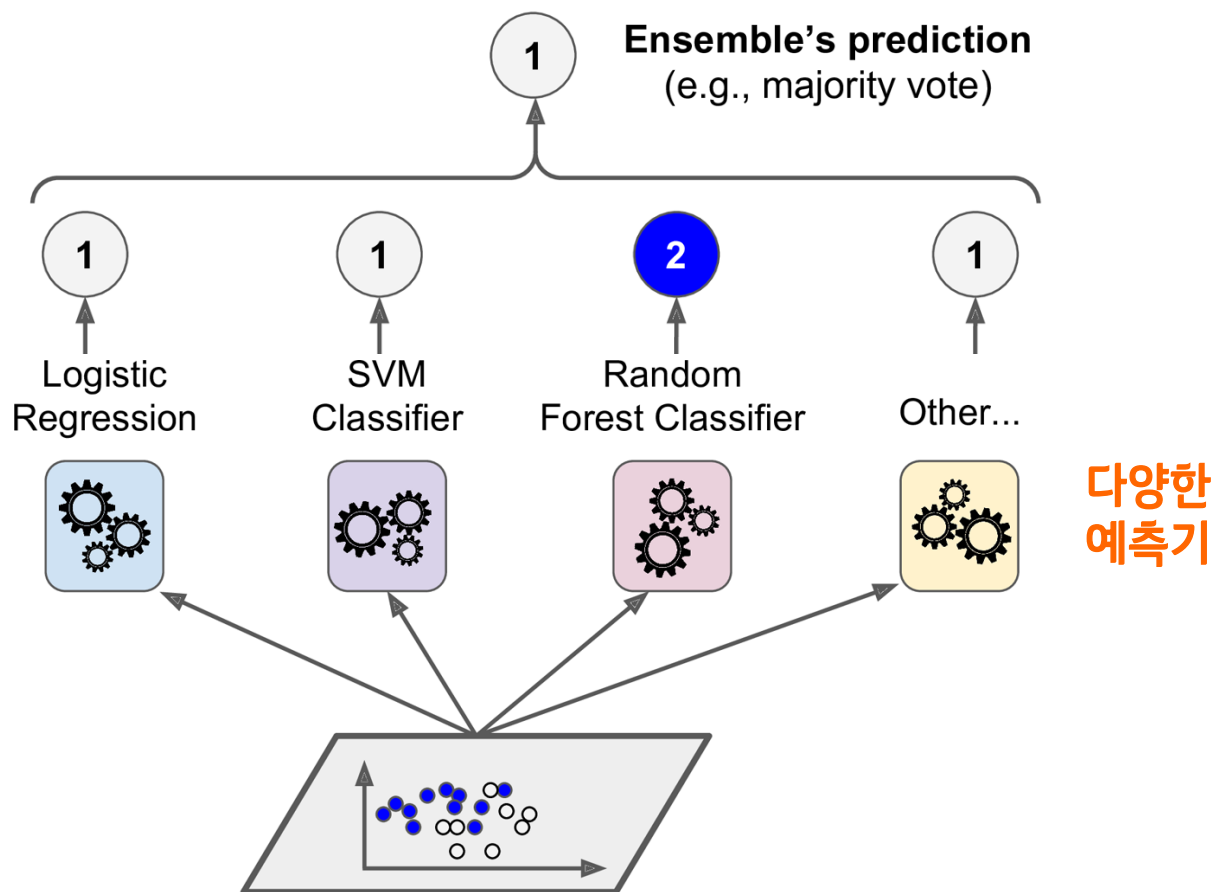 1
Ensemble's prediction
(e.g., majority vote)
1
1
2
1
Logistic
Regression
SVM
Classifier
Random
Forest Classifier
Other...
다양한
예측기